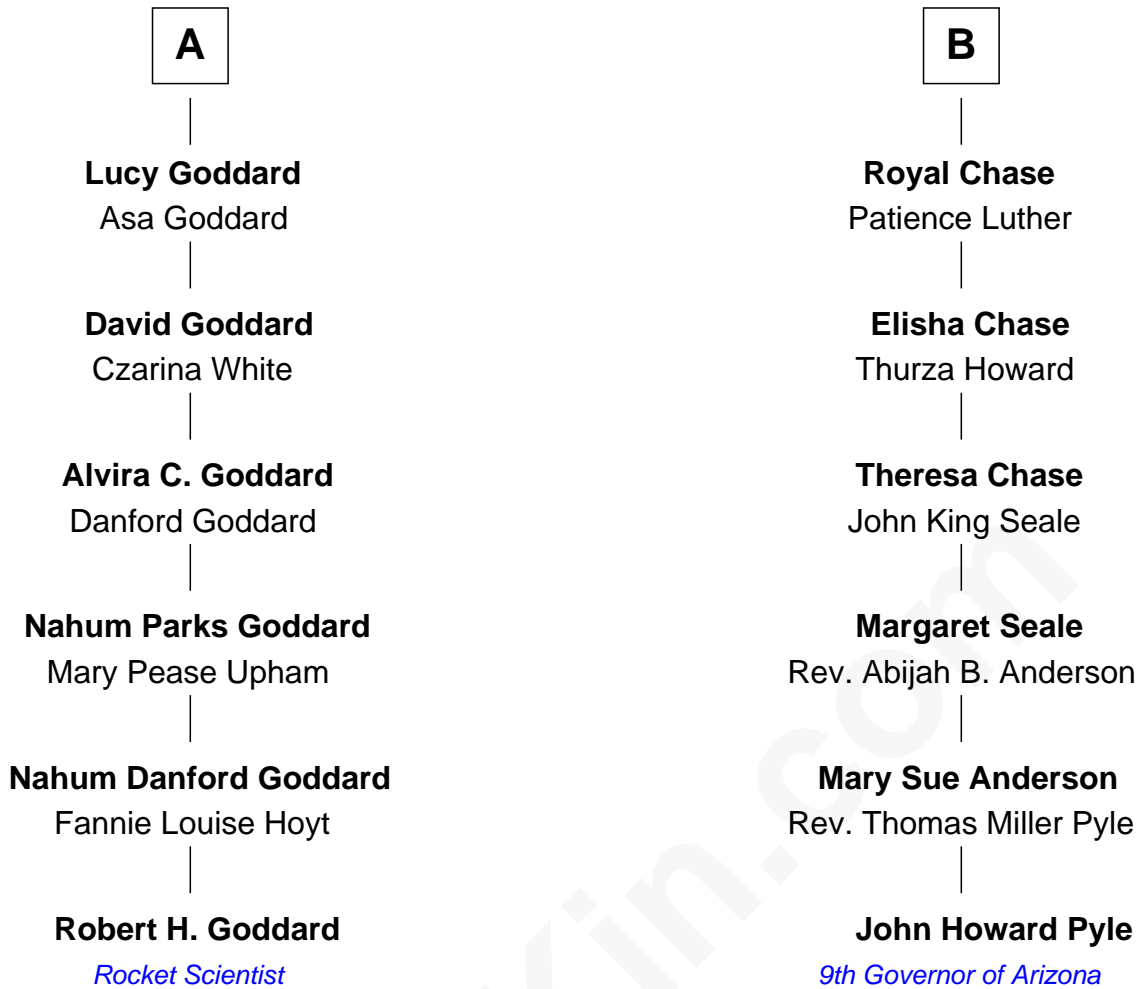 A
Lucy Goddard
Asa Goddard
David Goddard
Czarina White
Alvira C. Goddard
Danford Goddard
Nahum Parks Goddard
Mary Pease Upham
Nahum Danford Goddard
Fannie Louise Hoyt
Robert H. Goddard
Rocket Scientist
B
Royal Chase
Patience Luther
Elisha Chase
Thurza Howard
Theresa Chase
John King Seale
Margaret Seale
Rev. Abijah B. Anderson
Mary Sue Anderson
Rev. Thomas Miller Pyle
John Howard Pyle
9th Governor of Arizona
Kin.com